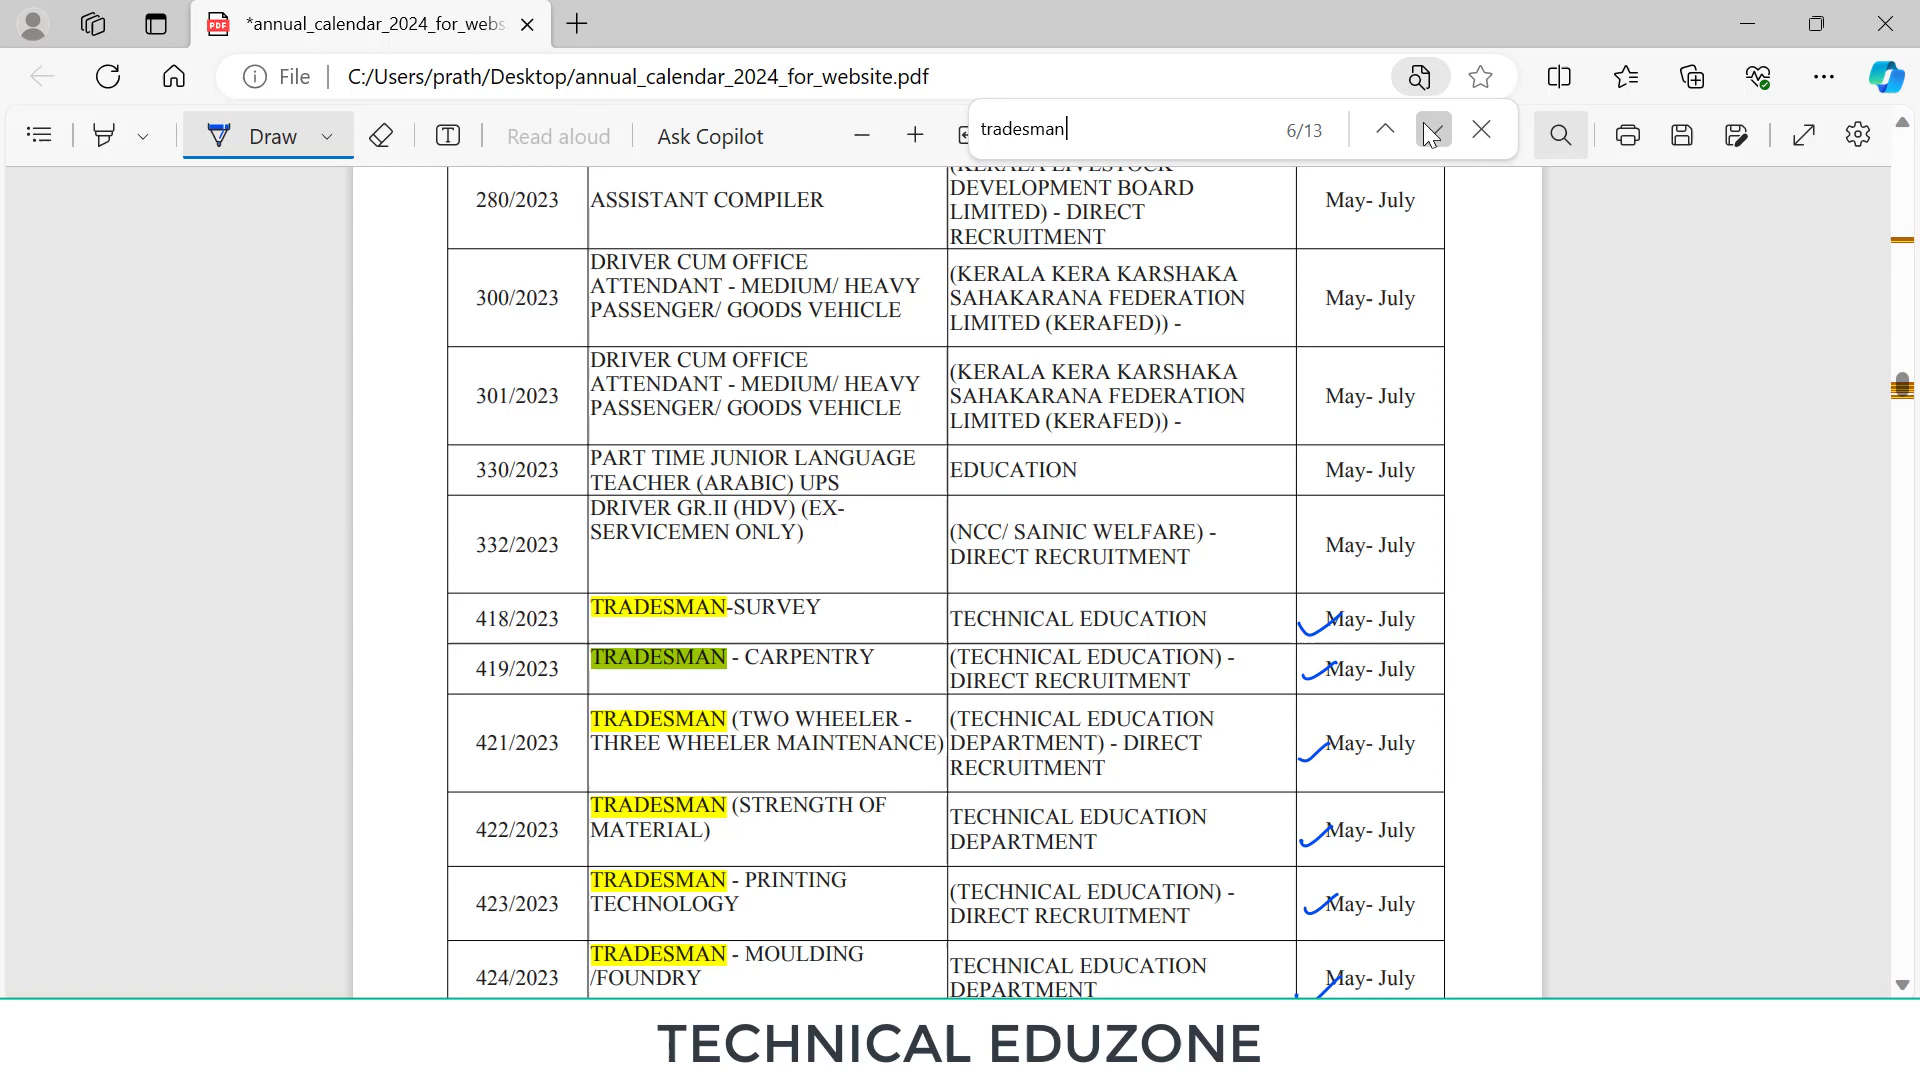 *annual_calendar_2024_for_webs
File
C:/Users/prath/Desktop/annual_calendar_2024_for_website.pdf
Draw
Read aloud
Ask Copilot
tradesman
6/13
280/2023
ASSISTANT COMPILER
(KERALA LIVESTOCK
DEVELOPMENT BOARD
LIMITED) - DIRECT
RECRUITMENT
May- July
300/2023
DRIVER CUM OFFICE
ATTENDANT - MEDIUM/ HEAVY
PASSENGER/ GOODS VEHICLE
(KERALA KERA KARSHAKA
SAHAKARANA FEDERATION
LIMITED (KERAFED)) -
May- July
301/2023
DRIVER CUM OFFICE
ATTENDANT - MEDIUM/ HEAVY
PASSENGER/ GOODS VEHICLE
(KERALA KERA KARSHAKA
SAHAKARANA FEDERATION
LIMITED (KERAFED)) -
May- July
330/2023
PART TIME JUNIOR LANGUAGE
TEACHER (ARABIC) UPS
EDUCATION
May- July
332/2023
DRIVER GR.II (HDV) (EX-
SERVICEMEN ONLY)
(NCC/ SAINIC WELFARE) -
DIRECT RECRUITMENT
May- July
418/2023
TRADESMAN-SURVEY
TECHNICAL EDUCATION
May- July
419/2023
TRADESMAN - CARPENTRY
(TECHNICAL EDUCATION) -
DIRECT RECRUITMENT
May- July
421/2023
TRADESMAN (TWO WHEELER -
THREE WHEELER MAINTENANCE)
(TECHNICAL EDUCATION
DEPARTMENT) - DIRECT
RECRUITMENT
May- July
422/2023
TRADESMAN (STRENGTH OF
MATERIAL)
TECHNICAL EDUCATION
DEPARTMENT
May- July
423/2023
TRADESMAN - PRINTING
TECHNOLOGY
(TECHNICAL EDUCATION) -
DIRECT RECRUITMENT
May- July
424/2023
TRADESMAN - MOULDING
/FOUNDRY
TECHNICAL EDUCATION
DEPARTMENT
May- July
TECHNICAL EDUZONE